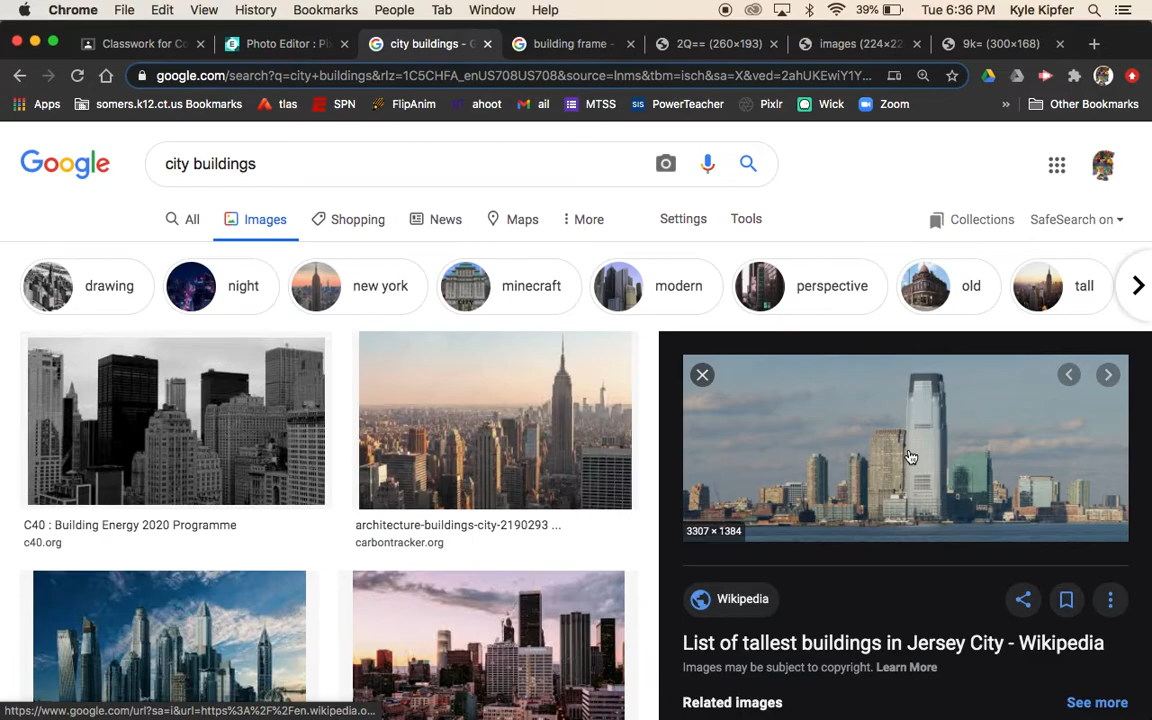 Chrome File Edit View History Bookmarks People Tab Window Help 39% Tue 6:36 PM Kyle Kipfer
Classwork for Co Photo Editor : Pix city buildings - G building frame - 2Q== (260×193) images (224×22 9k= (300×168)
google.com/search?q=city+buildings&rlz=1C5CHFA_enUS708US708&source=lnms&tbm=isch&sa=X&ved=2ahUKEwiY1Y...
Apps somers.k12.ct.us Bookmarks tlas SPN FlipAnim ahoot ail MTSS SIS PowerTeacher Pixlr Wick Zoom » Other Bookmarks
Google city buildings
All Images Shopping News Maps More Settings Tools Collections SafeSearch on
drawing night new york minecraft modern perspective old tall
3307 × 1384
C40 : Building Energy 2020 Programme
c40.org
architecture-buildings-city-2190293 ...
carbontracker.org
Wikipedia
List of tallest buildings in Jersey City - Wikipedia
Images may be subject to copyright. Learn More
Related images See more
https://www.google.com/url?sa=i&url=https%3A%2F%2Fen.wikipedia.o...